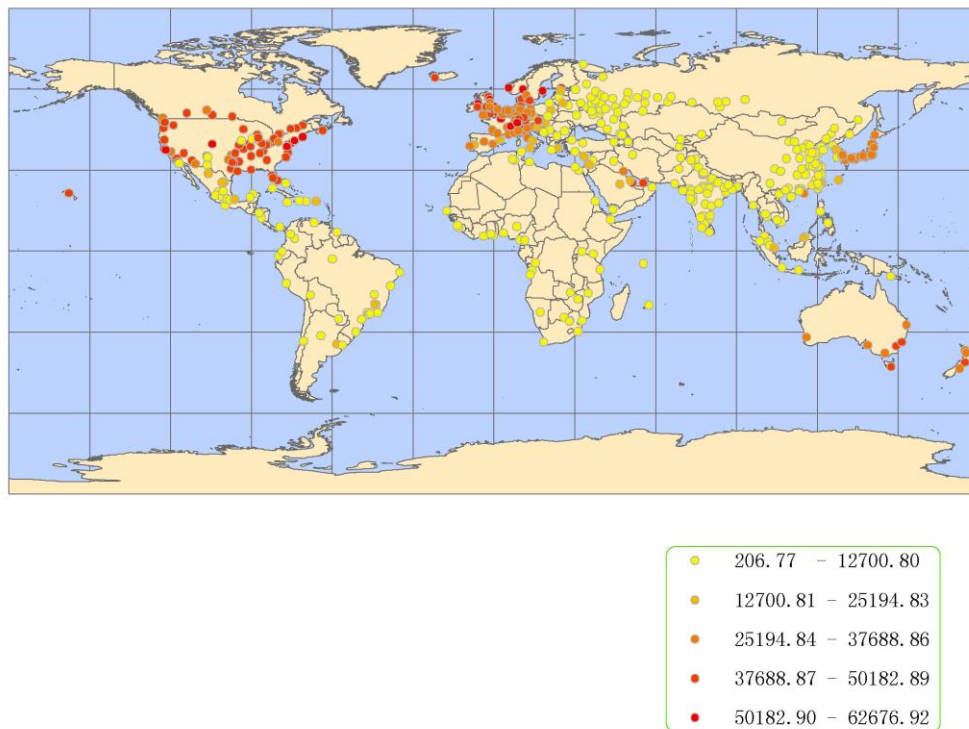 206.77 – 12700.80
12700.81 – 25194.83
25194.84 – 37688.86
37688.87 – 50182.89
50182.90 – 62676.92